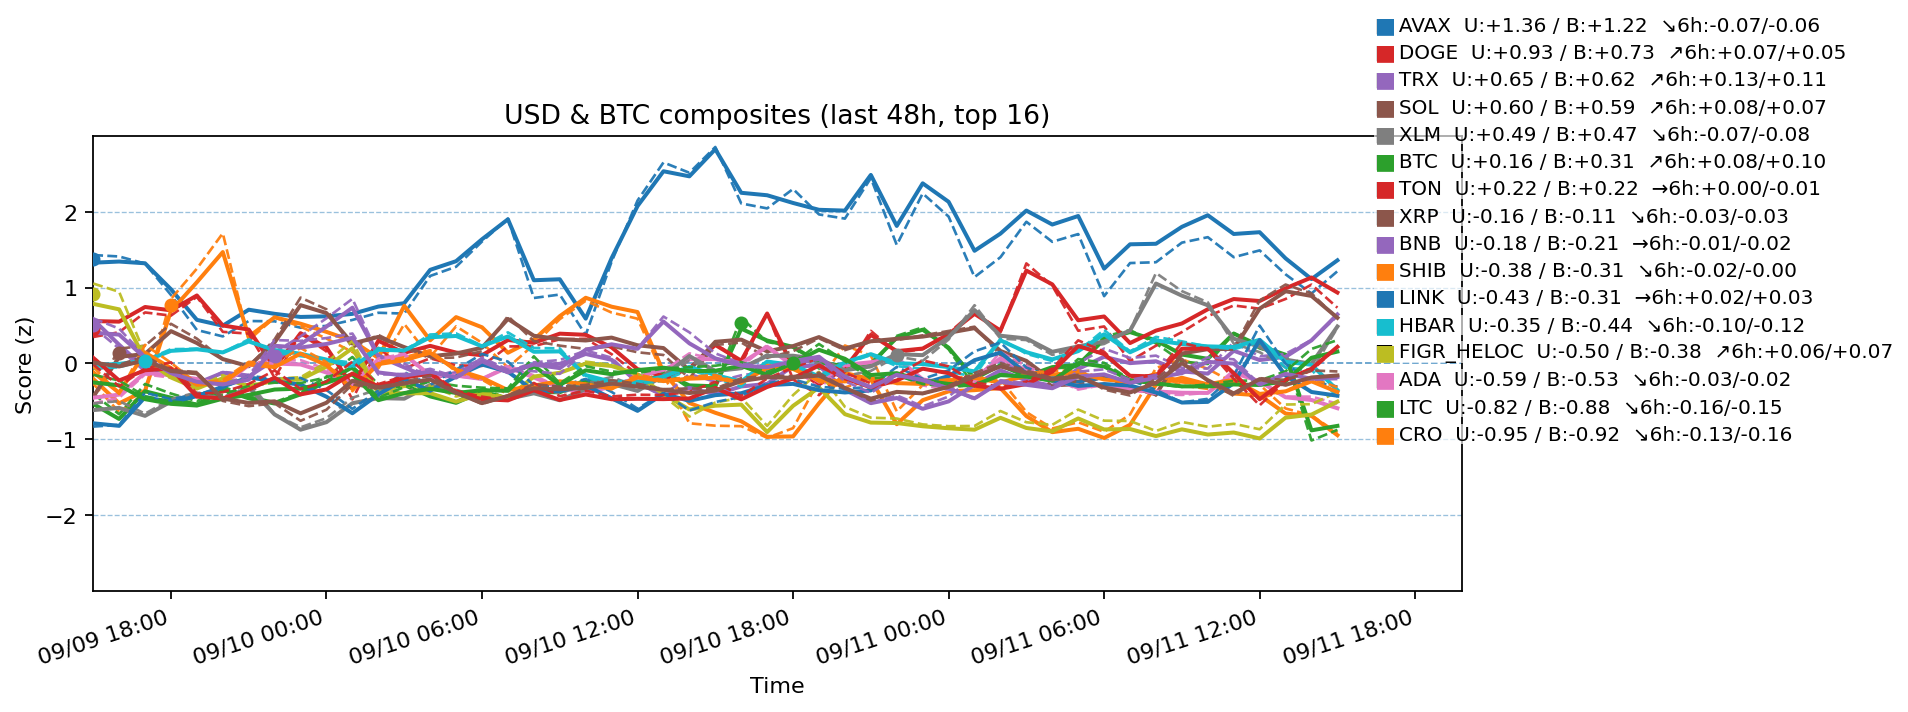 AVAX  U:+1.36 / B:+1.22  ↘6h:-0.07/-0.06
DOGE  U:+0.93 / B:+0.73  ↗6h:+0.07/+0.05
TRX  U:+0.65 / B:+0.62  ↗6h:+0.13/+0.11
SOL  U:+0.60 / B:+0.59  ↗6h:+0.08/+0.07
XLM  U:+0.49 / B:+0.47  ↘6h:-0.07/-0.08
BTC  U:+0.16 / B:+0.31  ↗6h:+0.08/+0.10
TON  U:+0.22 / B:+0.22  →6h:+0.00/-0.01
XRP  U:-0.16 / B:-0.11  ↘6h:-0.03/-0.03
BNB  U:-0.18 / B:-0.21  →6h:-0.01/-0.02
SHIB  U:-0.38 / B:-0.31  ↘6h:-0.02/-0.00
LINK  U:-0.43 / B:-0.31  →6h:+0.02/+0.03
HBAR  U:-0.35 / B:-0.44  ↘6h:-0.10/-0.12
FIGR_HELOC  U:-0.50 / B:-0.38  ↗6h:+0.06/+0.07
ADA  U:-0.59 / B:-0.53  ↘6h:-0.03/-0.02
LTC  U:-0.82 / B:-0.88  ↘6h:-0.16/-0.15
CRO  U:-0.95 / B:-0.92  ↘6h:-0.13/-0.16
USD & BTC composites (last 48h, top 16)
Score (z)
2
1
0
−1
−2
09/09 18:00
09/10 00:00
09/10 06:00
09/10 12:00
09/10 18:00
09/11 00:00
09/11 06:00
09/11 12:00
09/11 18:00
Time